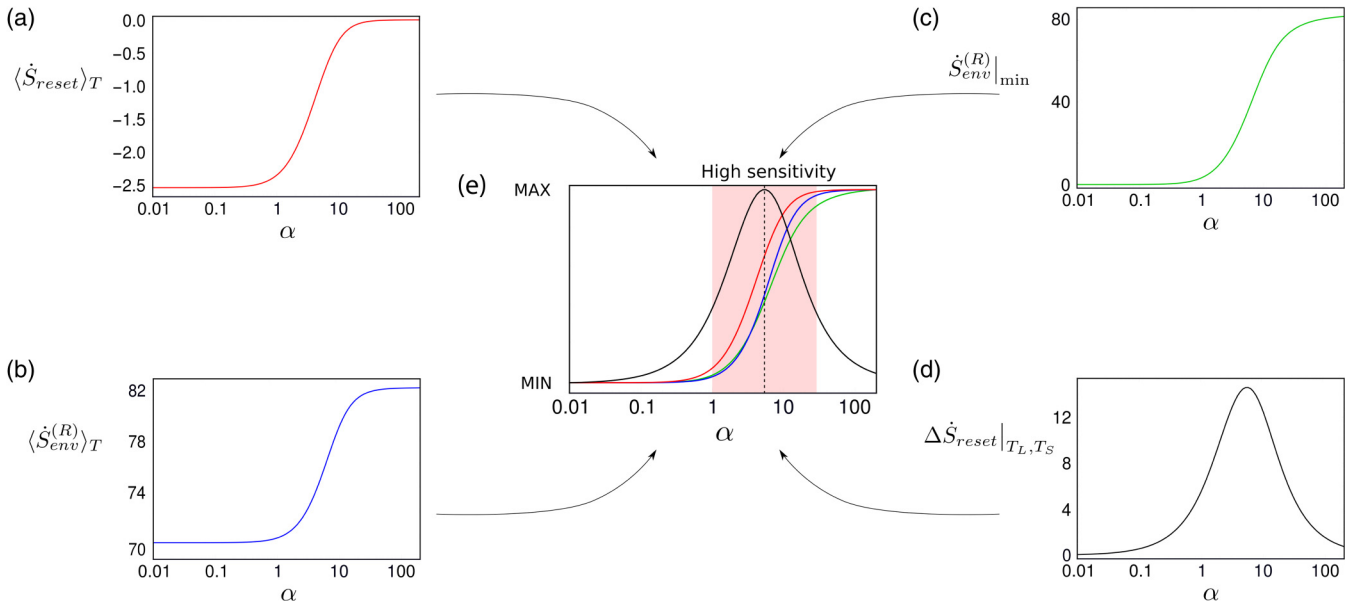 (a)
⟨Ṡ_reset⟩_T
0.0
−0.5
−1.0
−1.5
−2.0
−2.5
0.01 0.1 1 10 100
α
(c)
Ṡ_env^(R)|_min
80
40
0
0.01 0.1 1 10 100
α
(e)
High sensitivity
MAX
MIN
0.01 0.1 1 10 100
α
(b)
⟨Ṡ_env^(R)⟩_T
82
78
74
70
0.01 0.1 1 10 100
α
(d)
ΔṠ_reset|_T_L,T_S
12
8
4
0
0.01 0.1 1 10 100
α